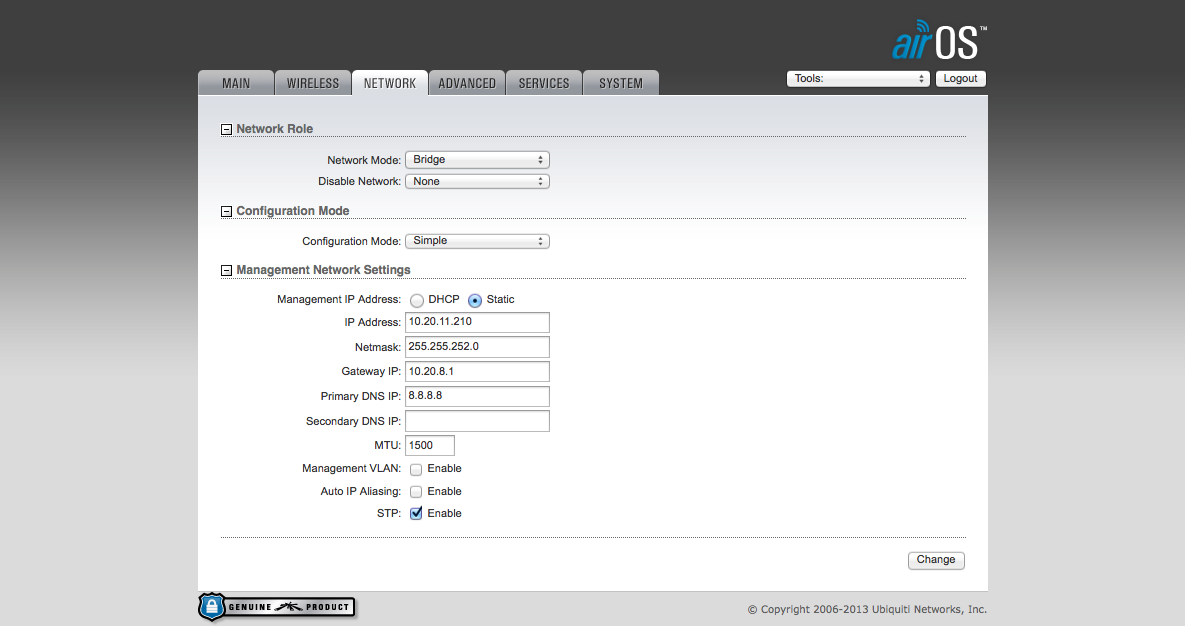 airOS™
MAIN WIRELESS NETWORK ADVANCED SERVICES SYSTEM Tools: Logout
Network Role
Network Mode: Bridge
Disable Network: None
Configuration Mode
Configuration Mode: Simple
Management Network Settings
Management IP Address: DHCP Static
IP Address: 10.20.11.210
Netmask: 255.255.252.0
Gateway IP: 10.20.8.1
Primary DNS IP: 8.8.8.8
Secondary DNS IP:
MTU: 1500
Management VLAN: Enable
Auto IP Aliasing: Enable
STP: Enable
Change
GENUINE PRODUCT © Copyright 2006-2013 Ubiquiti Networks, Inc.